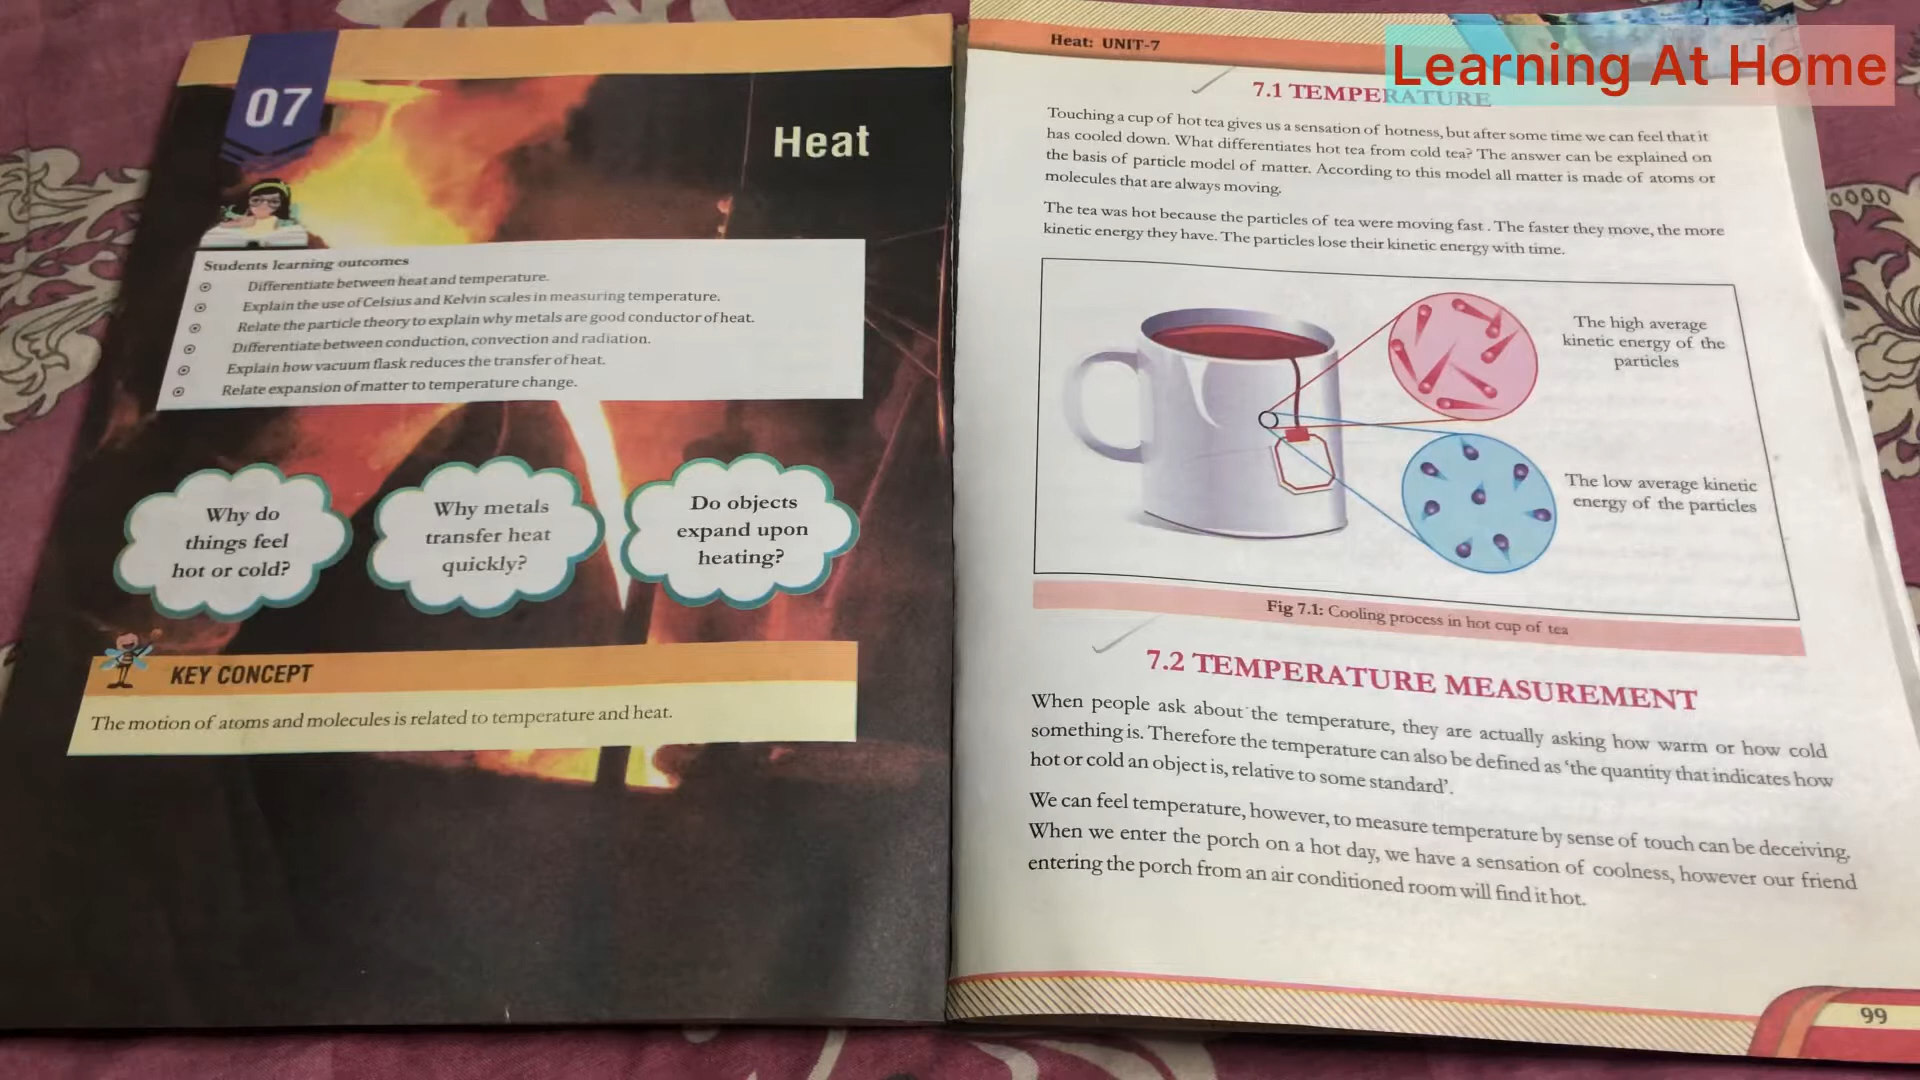 07
Heat
Students learning outcomes
Differentiate between heat and temperature.
Explain the use of Celsius and Kelvin scales in measuring temperature.
Relate the particle theory to explain why metals are good conductor of heat.
Differentiate between conduction, convection and radiation.
Explain how vacuum flask reduces the transfer of heat.
Relate expansion of matter to temperature change.
Why do
things feel
hot or cold?
Why metals
transfer heat
quickly?
Do objects
expand upon
heating?
KEY CONCEPT
The motion of atoms and molecules is related to temperature and heat.
Heat: UNIT-7
Learning At Home
7.1 TEMPERATURE
Touching a cup of hot tea gives us a sensation of hotness, but after some time we can feel that it
has cooled down. What differentiates hot tea from cold tea? The answer can be explained on
the basis of particle model of matter. According to this model all matter is made of atoms or
molecules that are always moving.
The tea was hot because the particles of tea were moving fast. The faster they move, the more
kinetic energy they have. The particles lose their kinetic energy with time.
The high average
kinetic energy of the
particles
The low average kinetic
energy of the particles
Fig 7.1: Cooling process in hot cup of tea
7.2 TEMPERATURE MEASUREMENT
When people ask about the temperature, they are actually asking how warm or how cold
something is. Therefore the temperature can also be defined as 'the quantity that indicates how
hot or cold an object is, relative to some standard'.
We can feel temperature, however, to measure temperature by sense of touch can be deceiving.
When we enter the porch on a hot day, we have a sensation of coolness, however our friend
entering the porch from an air conditioned room will find it hot.
99